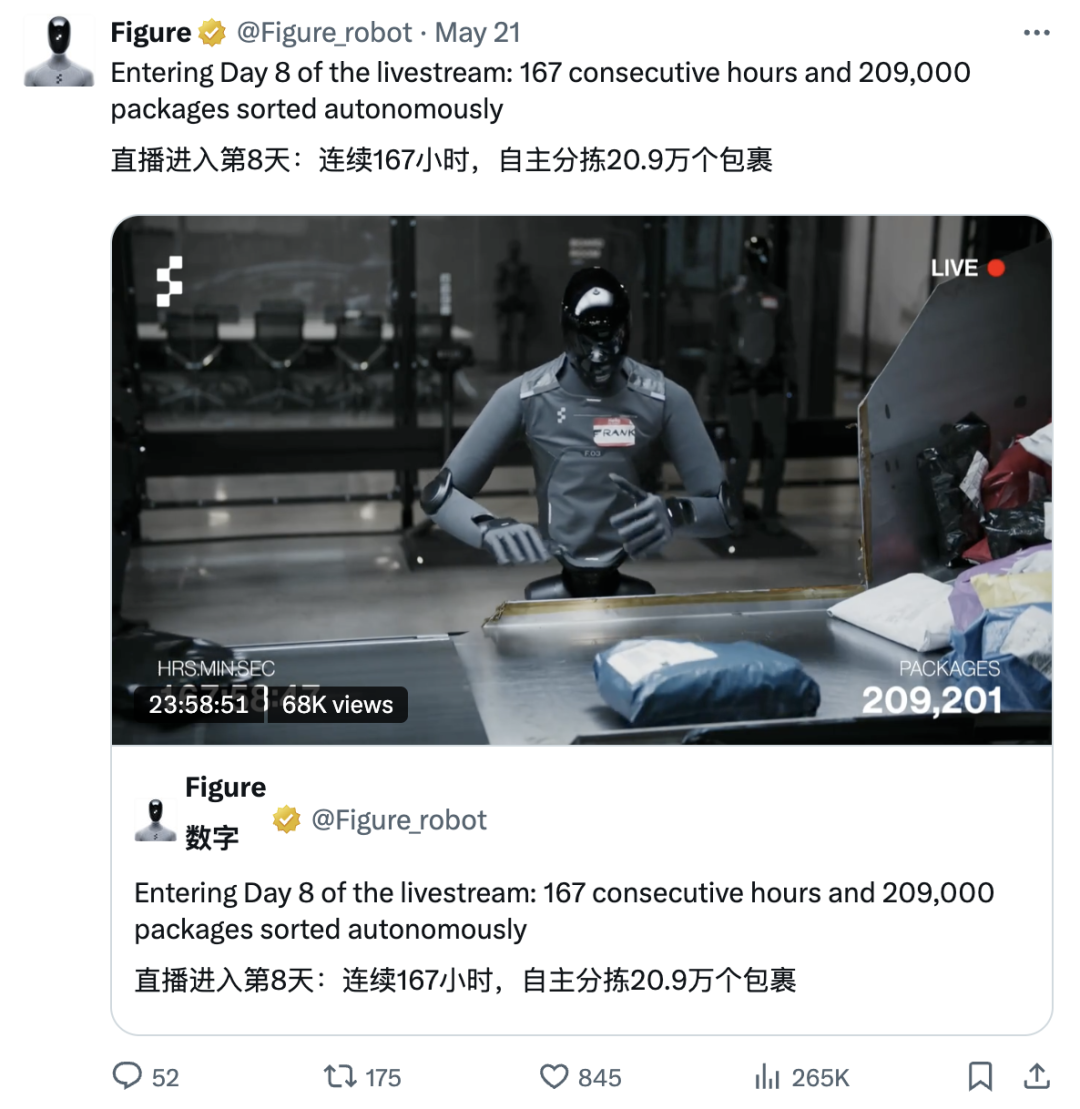 Figure @Figure_robot · May 21
Entering Day 8 of the livestream: 167 consecutive hours and 209,000
packages sorted autonomously
直播进入第8天：连续167小时，自主分拣20.9万个包裹
LIVE
FRANK
F.03
HRS:MIN:SEC
23:58:51
68K views
PACKAGES
209,201
Figure
数字
@Figure_robot
Entering Day 8 of the livestream: 167 consecutive hours and 209,000
packages sorted autonomously
直播进入第8天：连续167小时，自主分拣20.9万个包裹
52 175 845 265K